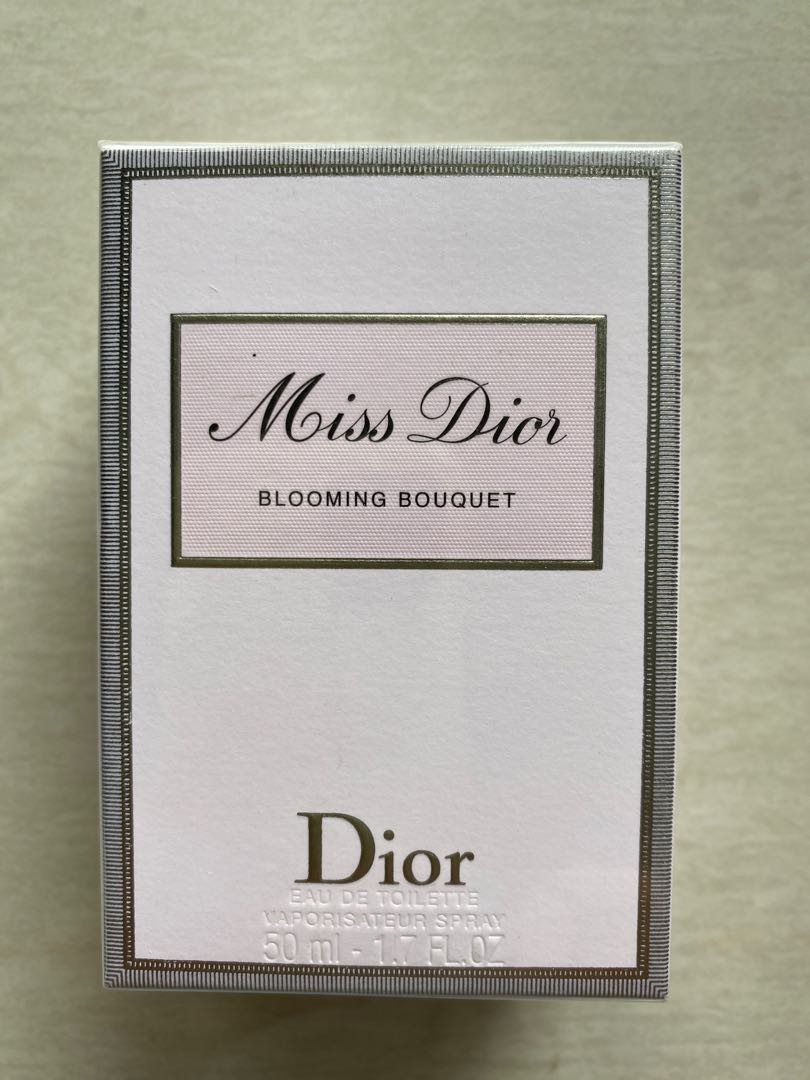 Miss Dior
BLOOMING BOUQUET
Dior
EAU DE TOILETTE
VAPORISATEUR SPRAY
50 ml - 1.7 FL.OZ